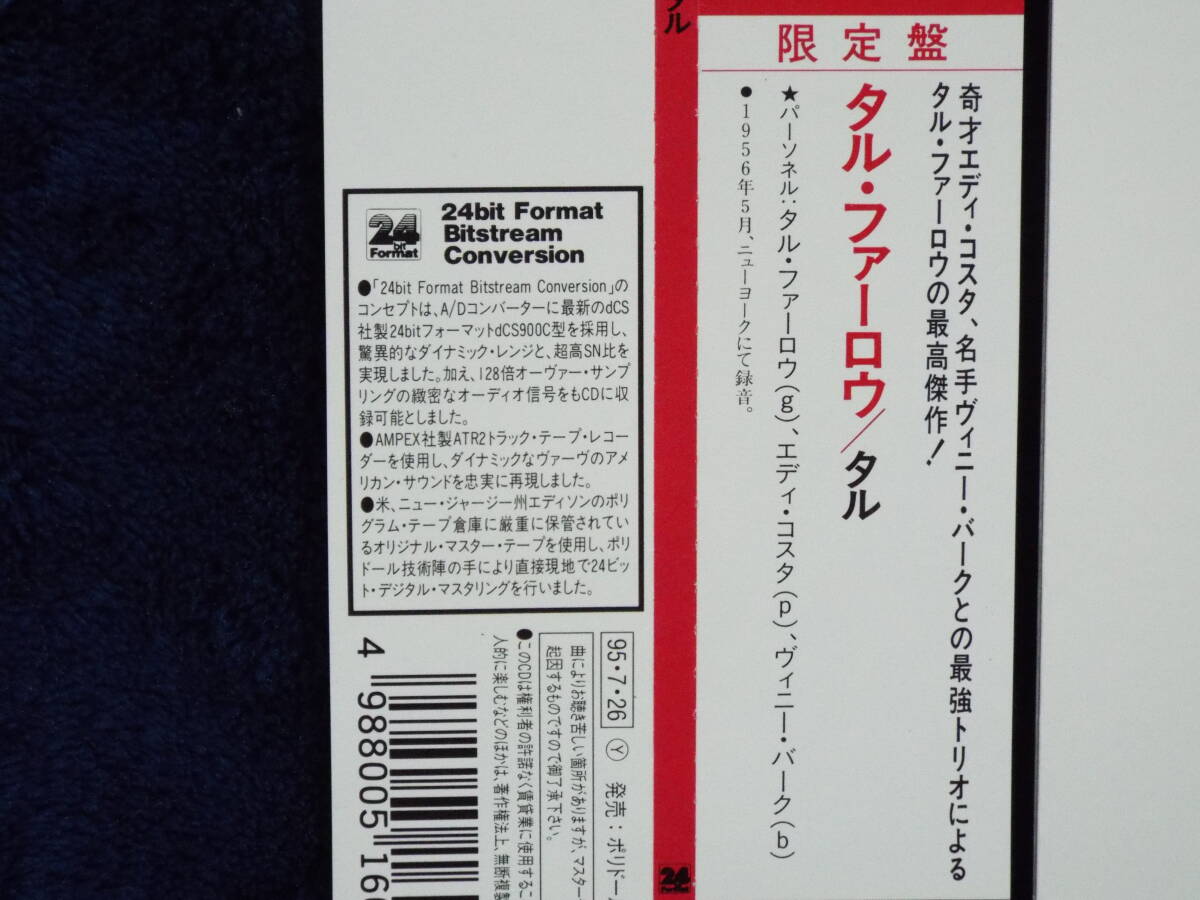 限定盤
奇才エディ・コスタ、名手ヴィニー・バークとの最強トリオによる
タル・ファーロウの最高傑作!
タル・ファーロウ/タル
★パーソネル:タル・ファーロウ(g)、エディ・コスタ(p)、ヴィニー・バーク(b)
●1956年5月、ニューヨークにて録音。
タル
24
bit
Format
24bit Format
Bitstream
Conversion
●「24bit Format Bitstream Conversion」の
コンセプトは、A/Dコンバーターに最新のdCS
社製24bitフォーマットdCS900C型を採用し、
驚異的なダイナミック・レンジと、超高SN比を
実現しました。加え、128倍オーヴァー・サンプ
リングの緻密なオーディオ信号をもCDに収
録可能としました。
●AMPEX社製ATR2トラック・テープ・レコー
ダーを使用し、ダイナミックなヴァーヴのアメ
リカン・サウンドを忠実に再現しました。
●米、ニュー・ジャージー州エディソンのポリ
グラム・テープ倉庫に厳重に保管されてい
るオリジナル・マスター・テープを使用し、ポリ
ドール技術陣の手により直接現地で24ビッ
ト・デジタル・マスタリングを行いました。
95・7・26 Ⓨ 発売:ポリドー
曲によりお聴き苦しい箇所がありますが、マスター
起因するものですので御了承下さい。
●このCDは権利者の許諾なく賃貸業に使用するこ
人的に楽しむなどのほかは、著作権法上、無断複製
4 988005 16
24
Format